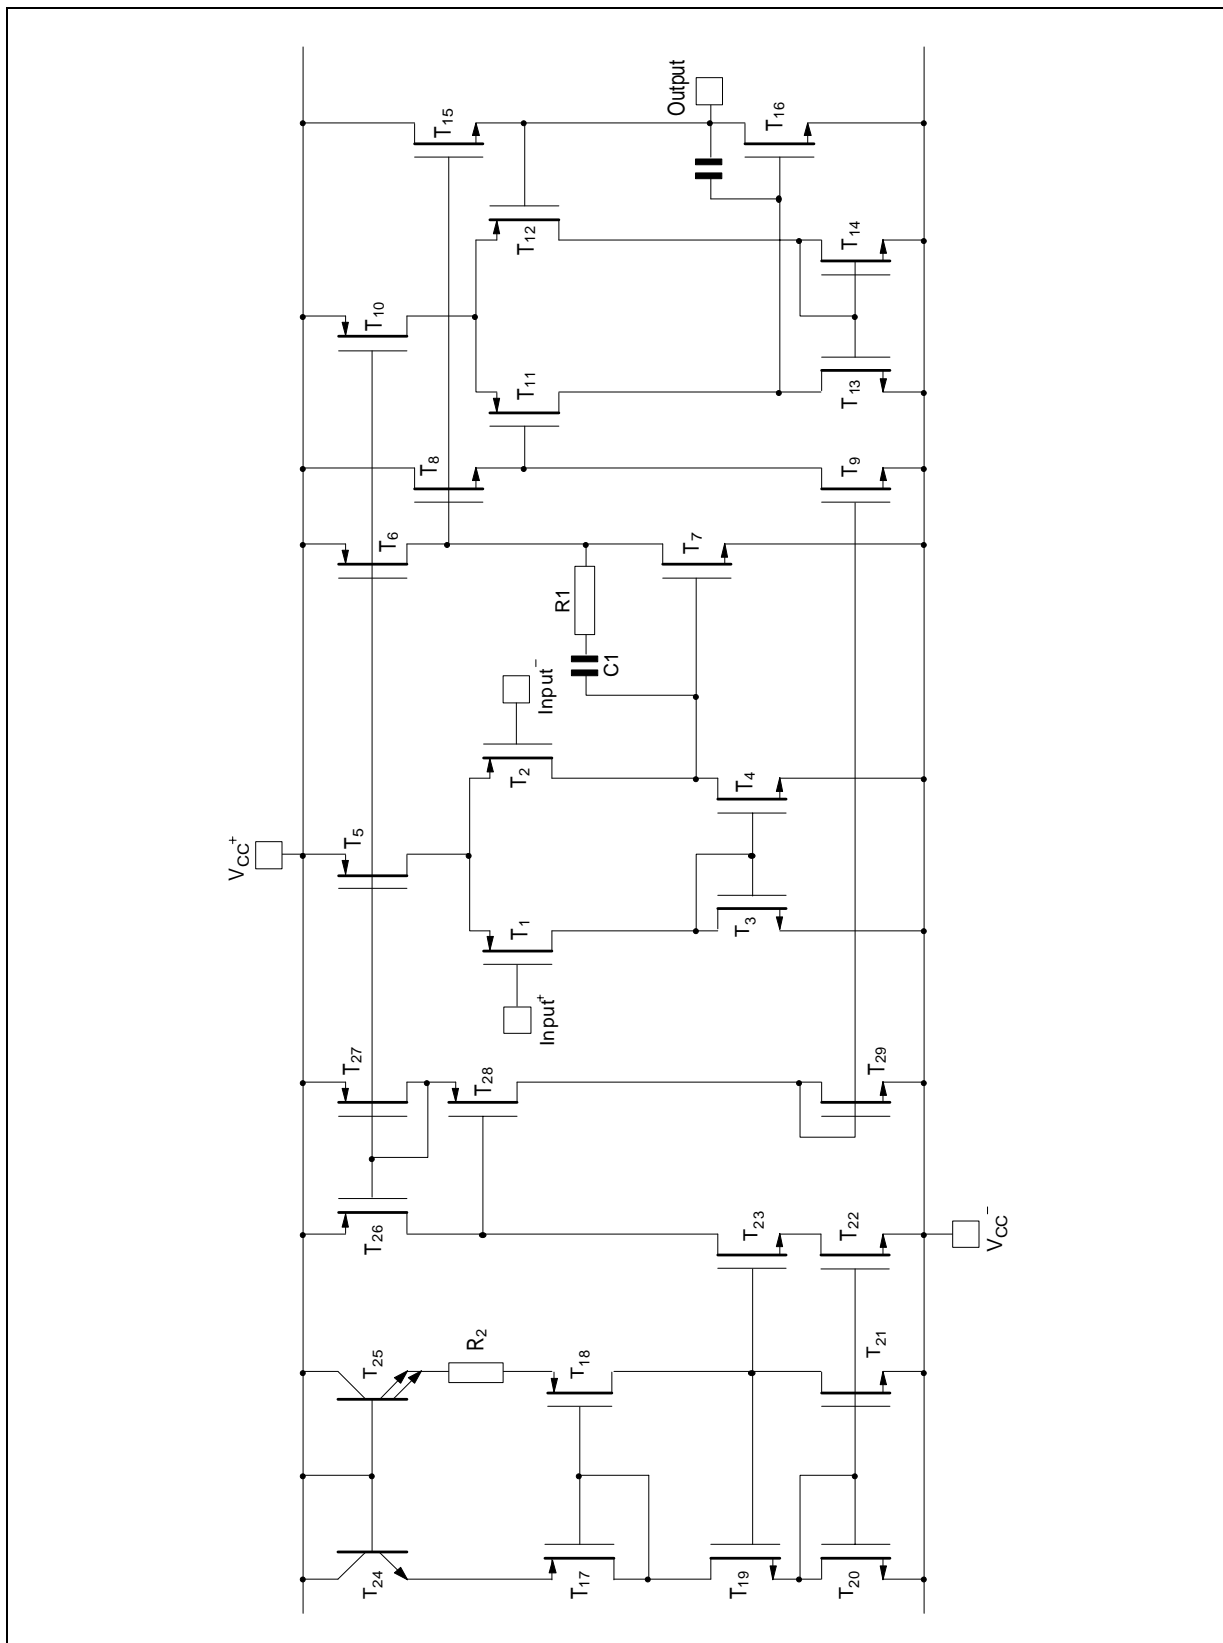 Output
T15
T16
T12
T14
T10
T11
T13
T8
T9
T6
T7
R1
C1
Input−
T2
T4
VCC+
T5
T1
T3
Input+
T27
T28
T29
T26
T23
T22
VCC−
T25
R2
T18
T21
T24
T17
T19
T20